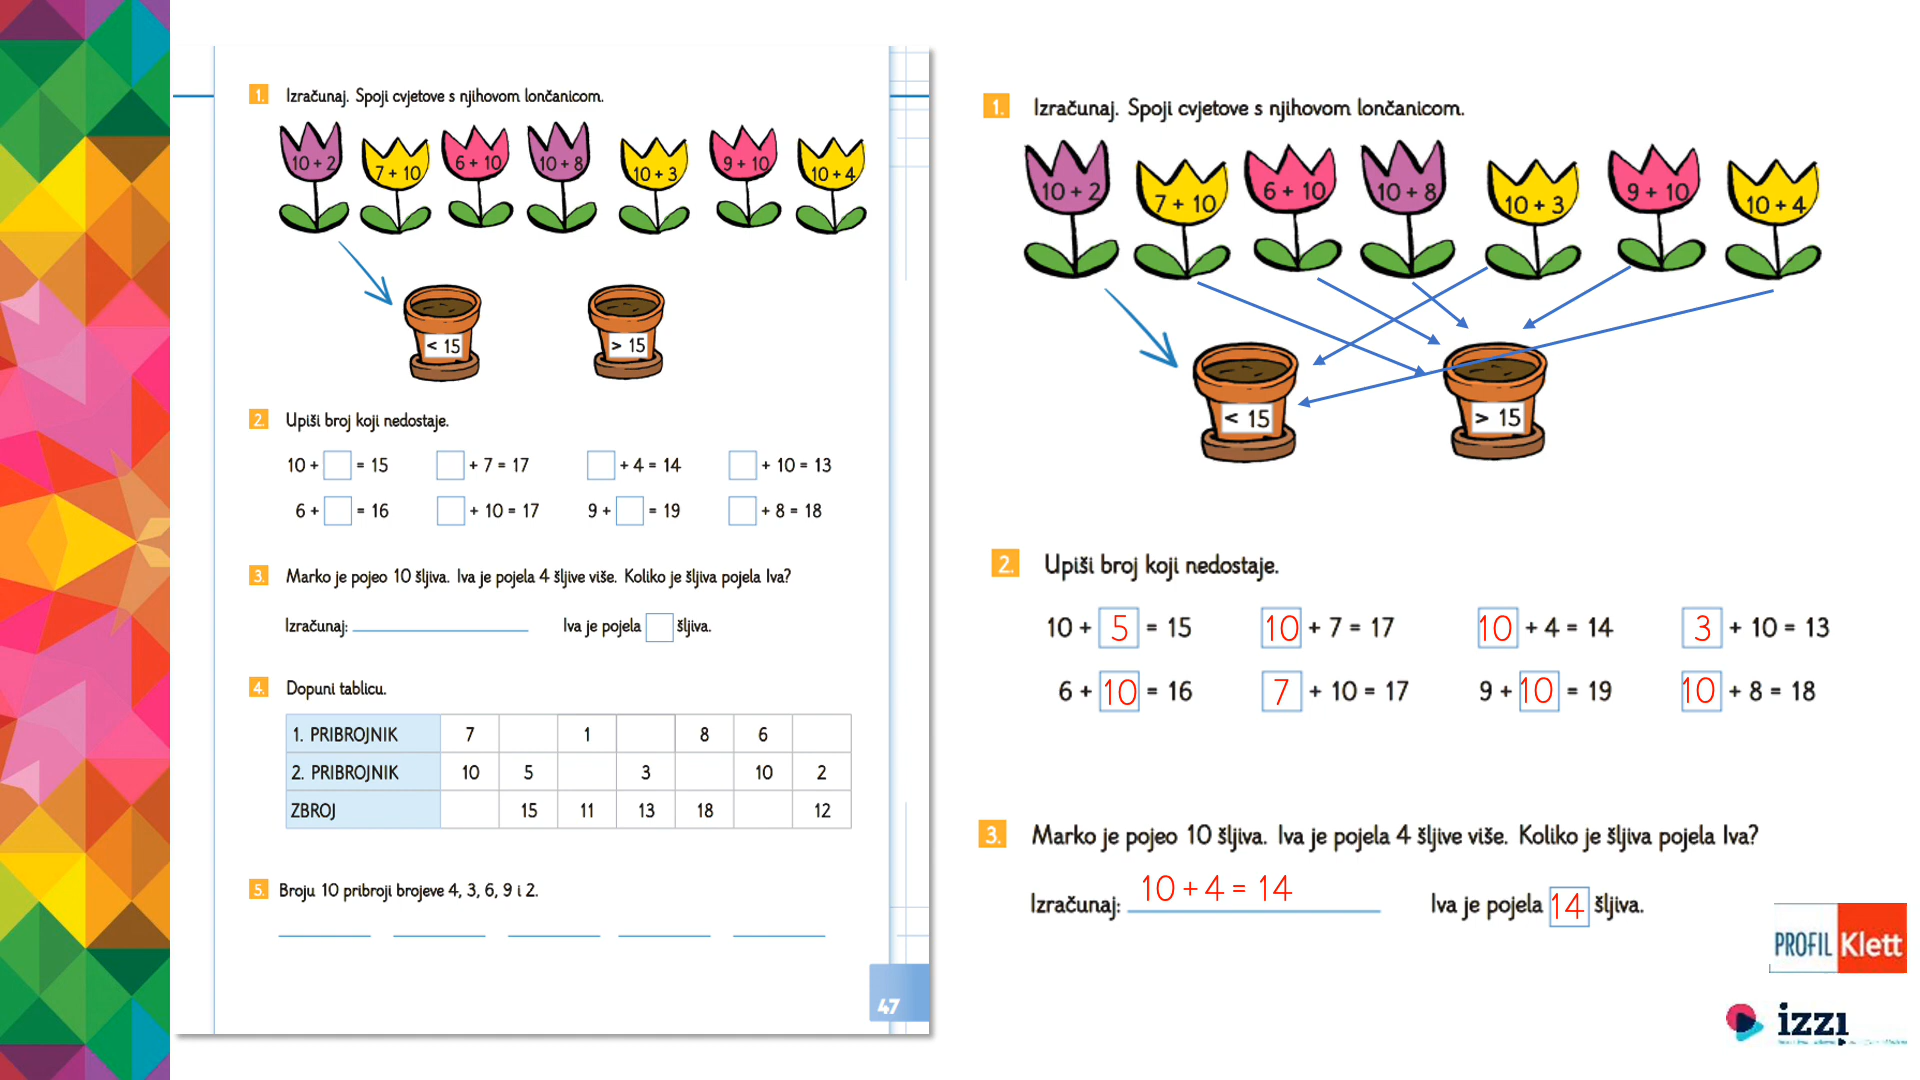 1. Izračunaj. Spoji cvjetove s njihovom lončanicom.
10 + 2 7 + 10 6 + 10 10 + 8 10 + 3 9 + 10 10 + 4
< 15 > 15
2. Upiši broj koji nedostaje.
10 + = 15 + 7 = 17 + 4 = 14 + 10 = 13
6 + = 16 + 10 = 17 9 + = 19 + 8 = 18
3. Marko je pojeo 10 šljiva. Iva je pojela 4 šljive više. Koliko je šljiva pojela Iva?
Izračunaj: Iva je pojela šljiva.
4. Dopuni tablicu.
1. PRIBROJNIK 7 1 8 6
2. PRIBROJNIK 10 5 3 10 2
ZBROJ 15 11 13 18 12
5. Broju 10 pribroji brojeve 4, 3, 6, 9 i 2.
47
1. Izračunaj. Spoji cvjetove s njihovom lončanicom.
10 + 2 7 + 10 6 + 10 10 + 8 10 + 3 9 + 10 10 + 4
< 15 > 15
2. Upiši broj koji nedostaje.
10 + 5 = 15 10 + 7 = 17 10 + 4 = 14 3 + 10 = 13
6 + 10 = 16 7 + 10 = 17 9 + 10 = 19 10 + 8 = 18
3. Marko je pojeo 10 šljiva. Iva je pojela 4 šljive više. Koliko je šljiva pojela Iva?
Izračunaj: 10 + 4 = 14 Iva je pojela 14 šljiva.
PROFIL Klett
izzi